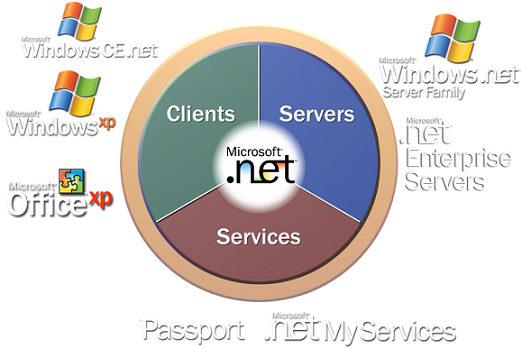 Microsoft
Windows CE.net
Microsoft
Windows xp
Microsoft
Office xp
Clients
Servers
Microsoft
.net
Services
Microsoft
Windows .net
Server Family
Microsoft
.net
Enterprise
Servers
Passport
Microsoft
.net My Services